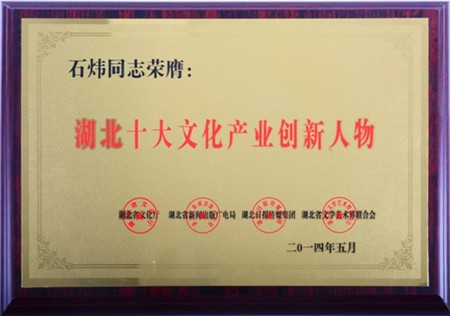 石炜同志荣膺：
湖北十大文化产业创新人物
湖北省文化厅 湖北省新闻出版广电局 湖北日报传媒集团 湖北省文学艺术界联合会
二〇一四年五月